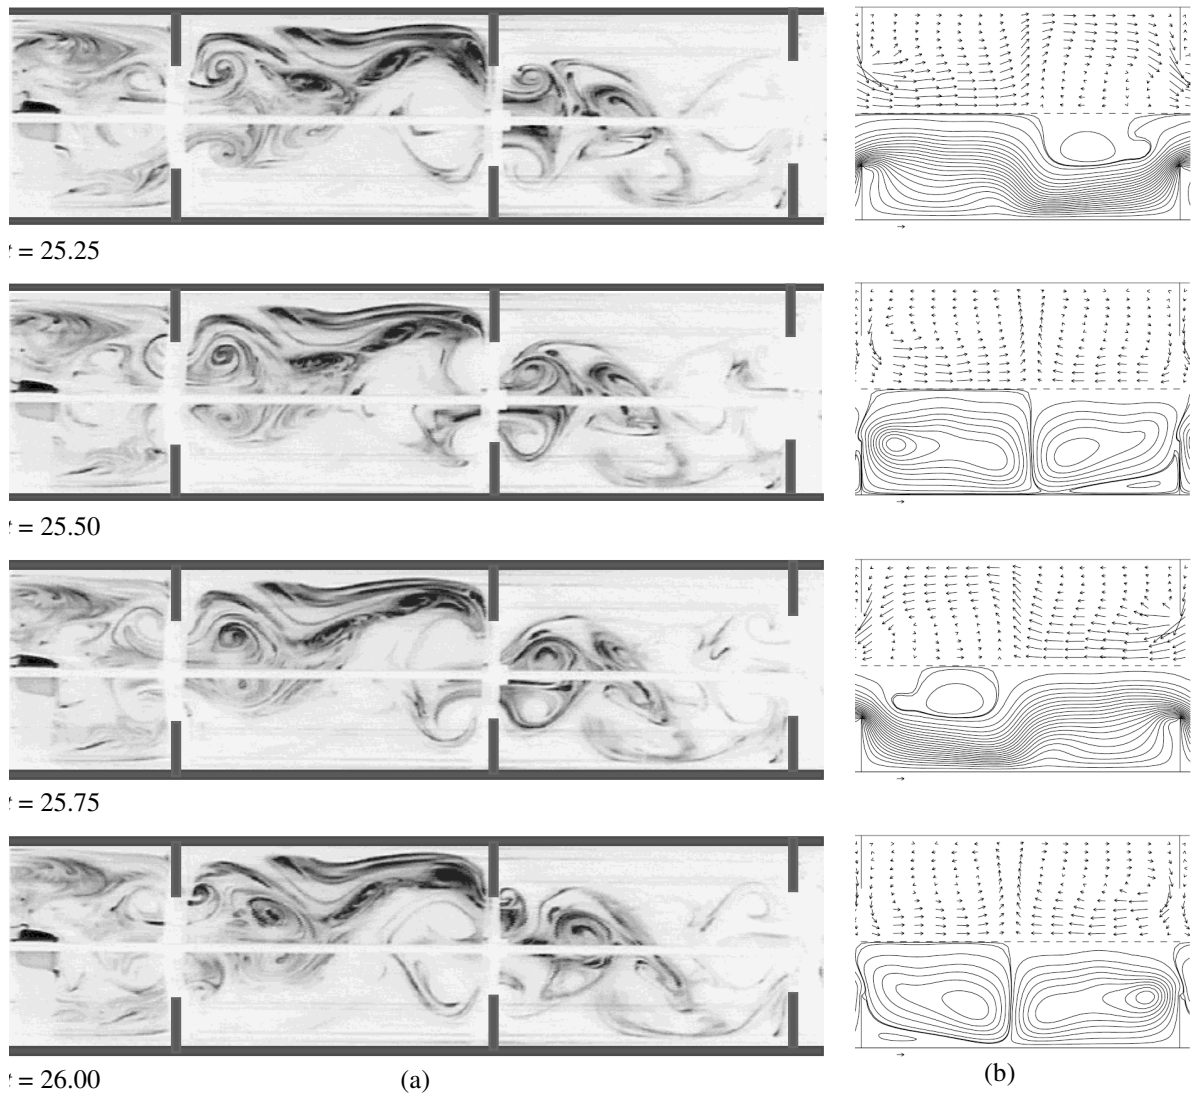 t = 25.25
t = 25.50
t = 25.75
t = 26.00
(a)
(b)